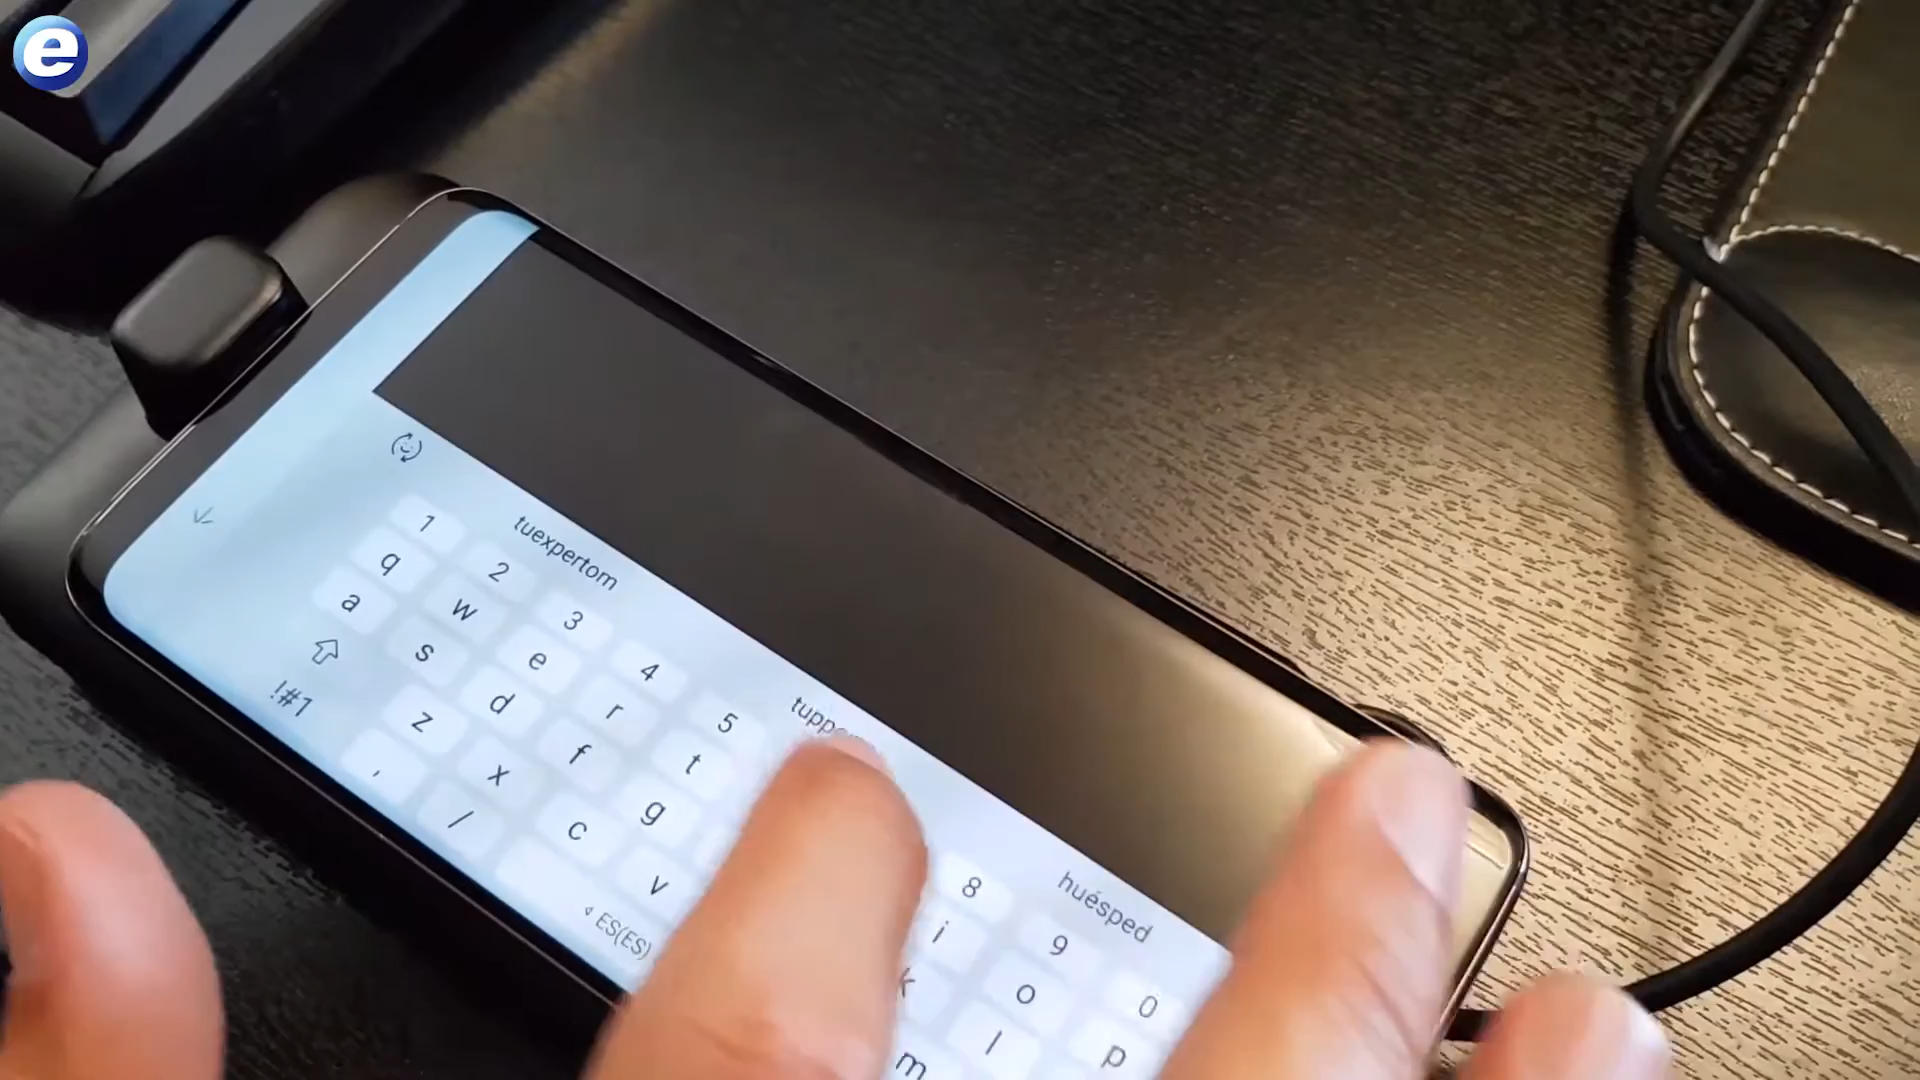 e
tuexpertom
huésped
1 2 3 4 5 8 9 0
q w e r t i o p
a s d f g k l
z x c v m
!#1 , / ES(ES)